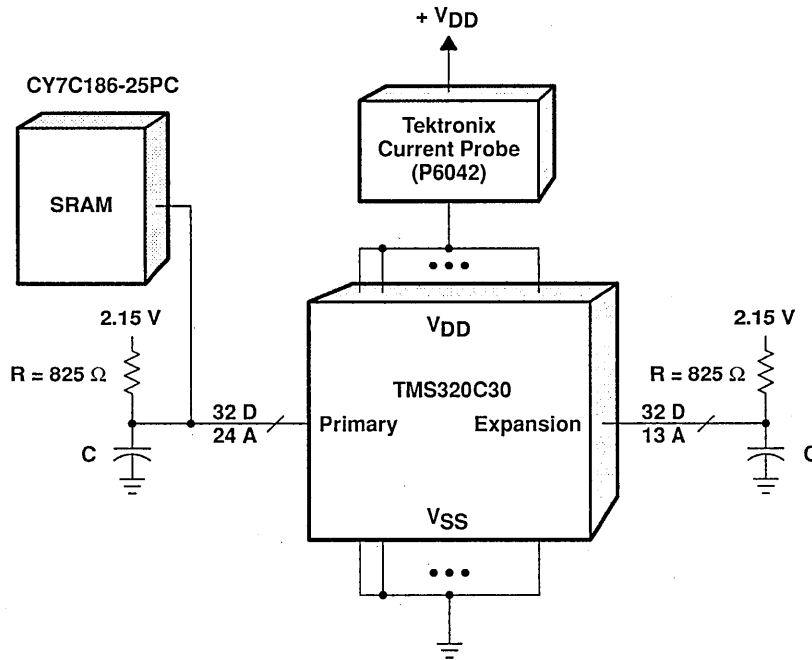 + VDD
CY7C186-25PC
Tektronix
Current Probe
(P6042)
SRAM
2.15 V
R = 825 Ω
C
32 D
24 A
VDD
TMS320C30
Primary
Expansion
VSS
32 D
13 A
2.15 V
R = 825 Ω